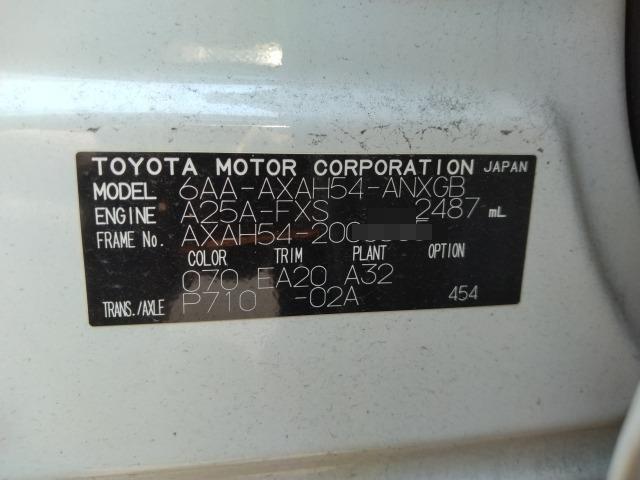 TOYOTA MOTOR CORPORATION JAPAN
MODEL 6AA-AXAH54-ANXGB
ENGINE A25A-FXS 2487 mL
FRAME No. AXAH54-200
COLOR TRIM PLANT OPTION
070 EA20 A32
TRANS./AXLE P710 -02A 454